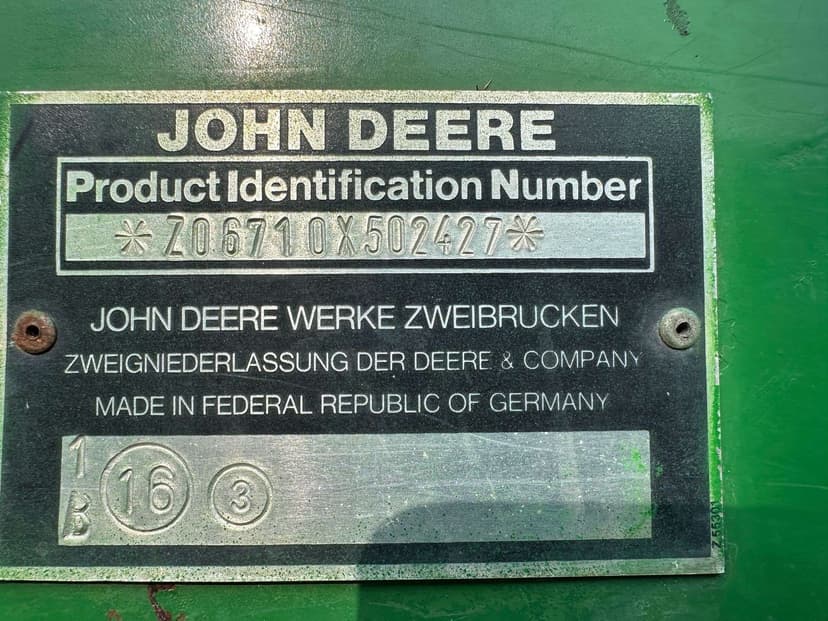 JOHN DEERE
Product Identification Number
*Z06710X502427*
JOHN DEERE WERKE ZWEIBRUCKEN
ZWEIGNIEDERLASSUNG DER DEERE & COMPANY
MADE IN FEDERAL REPUBLIC OF GERMANY
1
16 3
B
Z 56301